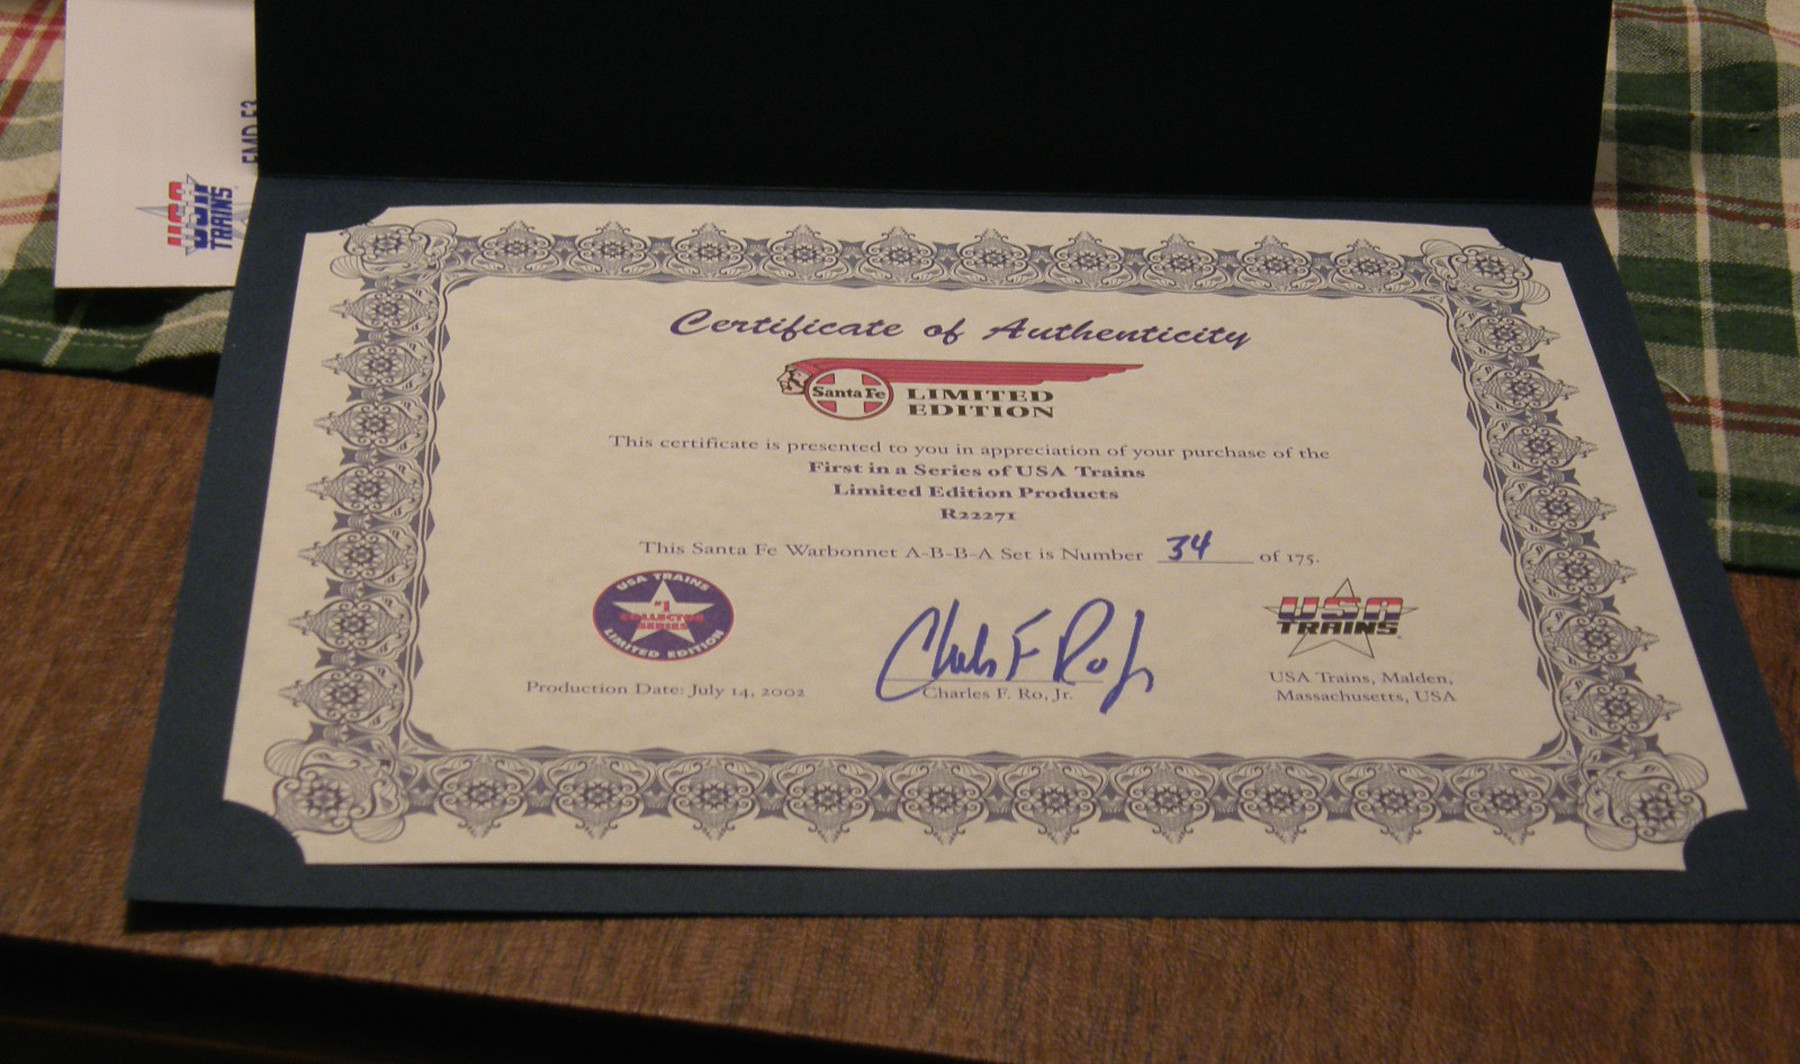 EMD F3
USA
TRAINS
Certificate of Authenticity
Santa Fe
LIMITED
EDITION
This certificate is presented to you in appreciation of your purchase of the
First in a Series of USA Trains
Limited Edition Products
R22271
This Santa Fe Warbonnet A-B-B-A Set is Number 34 of 175.
USA TRAINS
#1
COLLECTOR
SERIES
LIMITED EDITION
Production Date: July 14, 2002
Charles F Ro Jr
Charles F. Ro, Jr.
USA
TRAINS
USA Trains, Malden,
Massachusetts, USA